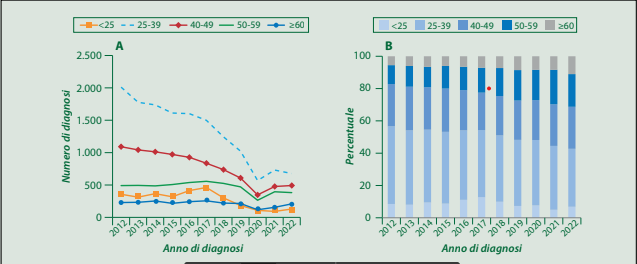 <25 25-39 40-49 50-59 ≥60
A
2.500
2.000
1.500
1.000
500
0
Numero di diagnosi
2012 2013 2014 2015 2016 2017 2018 2019 2020 2021 2022
Anno di diagnosi
<25 25-39 40-49 50-59 ≥60
B
100
80
60
40
20
0
Percentuale
2012 2013 2014 2015 2016 2017 2018 2019 2020 2021 2022
Anno di diagnosi